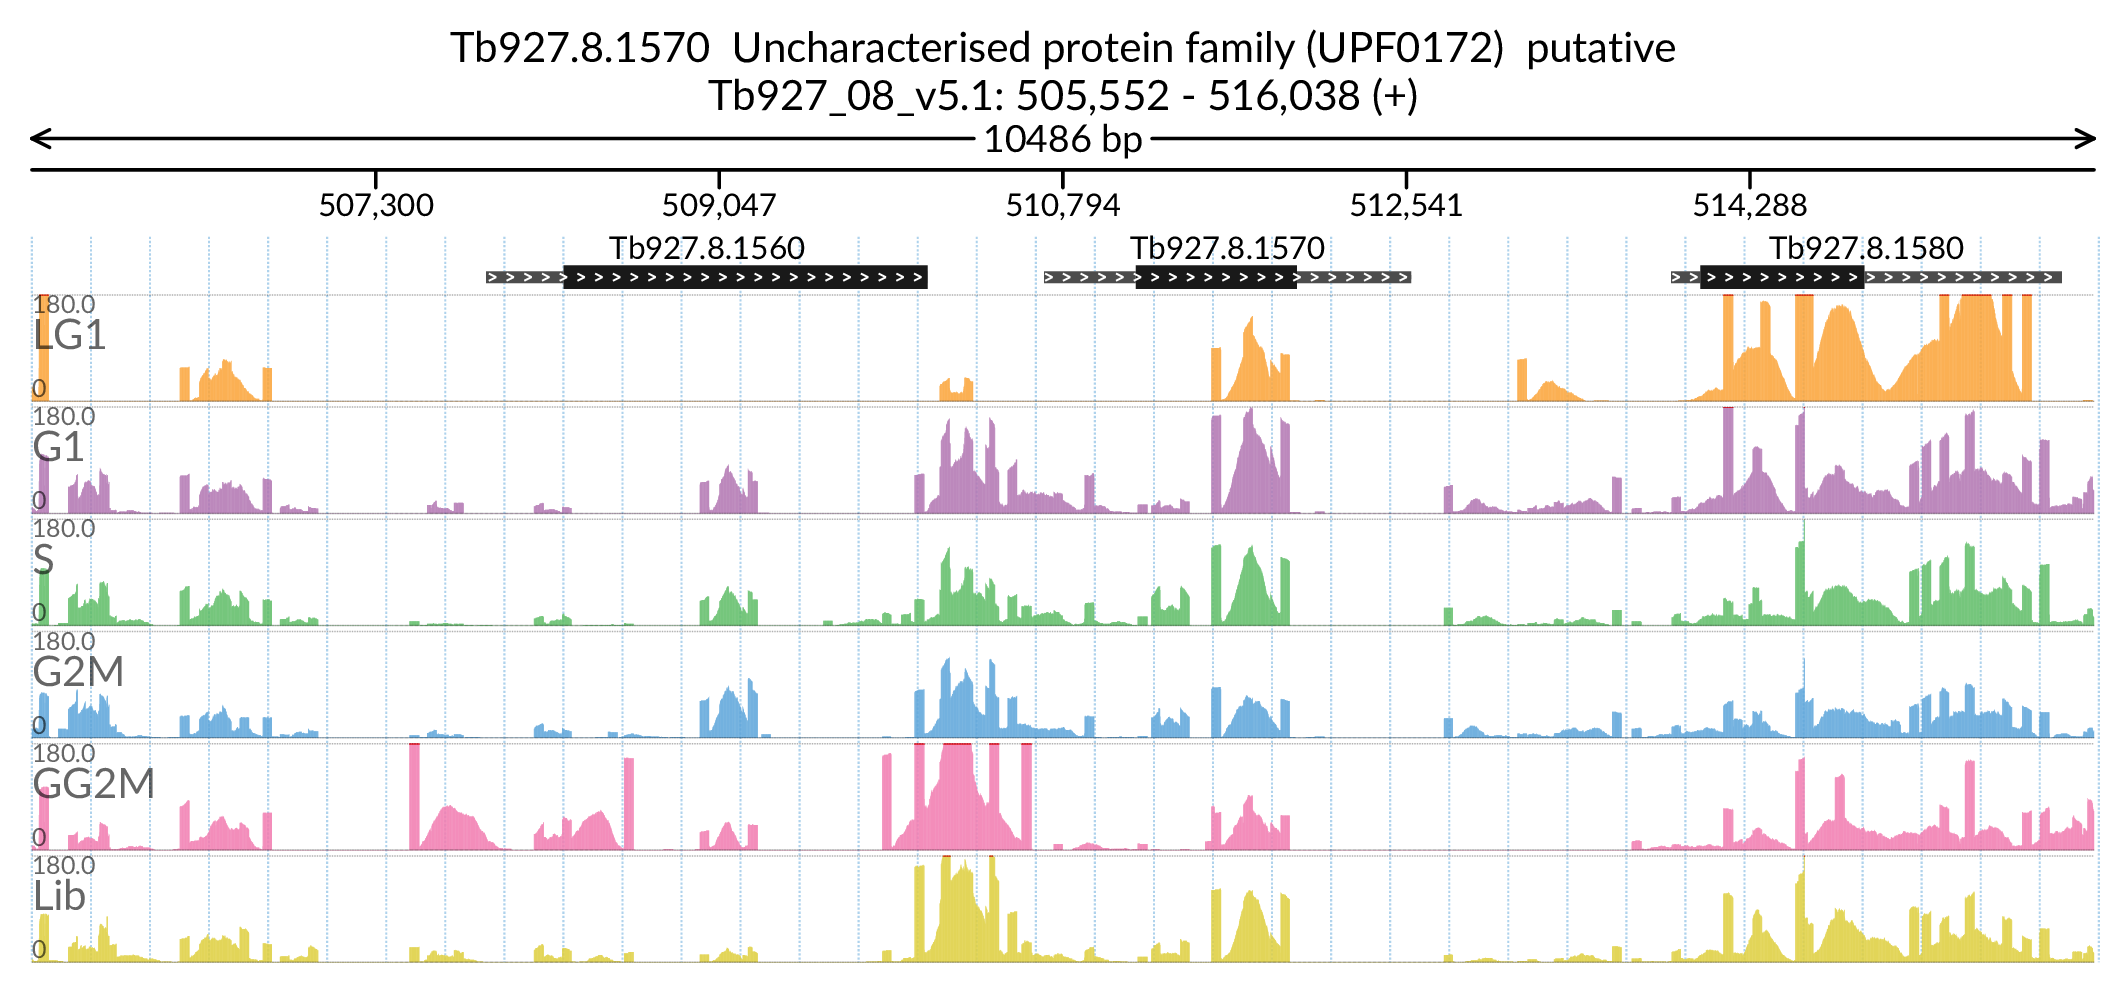 Tb927.8.1570  Uncharacterised protein family (UPF0172)  putative
Tb927_08_v5.1: 505,552 - 516,038 (+)
10486 bp
507,300 509,047 510,794 512,541 514,288
Tb927.8.1560 Tb927.8.1570 Tb927.8.1580
180.0
LG1
0
180.0
G1
0
180.0
S
0
180.0
G2M
0
180.0
GG2M
0
180.0
Lib
0